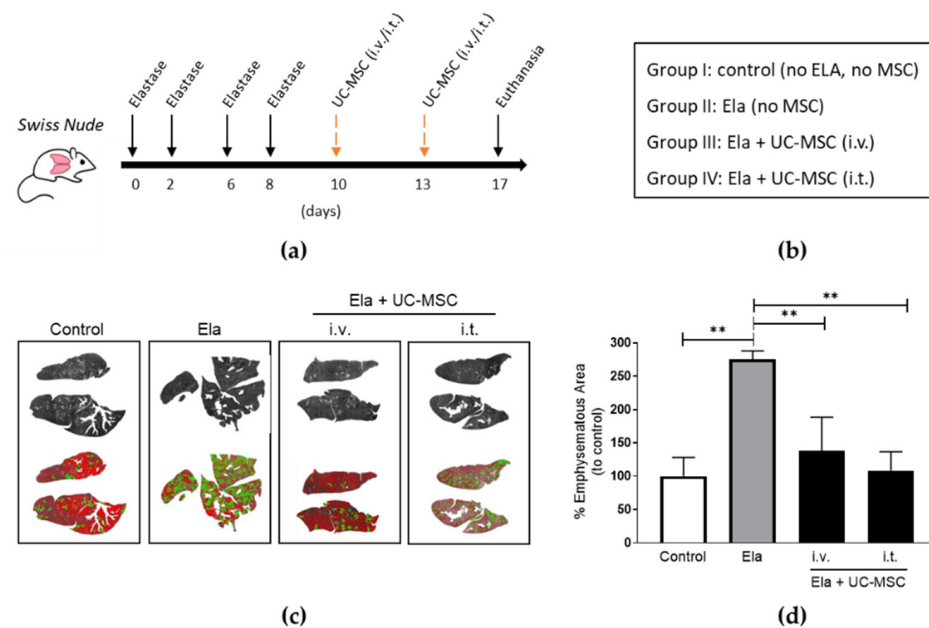 Elastase
Elastase
Elastase
Elastase
UC-MSC (i.v./i.t.)
UC-MSC (i.v./i.t.)
Euthanasia
Swiss Nude
0 2 6 8 10 13 17
(days)
(a)
Group I: control (no ELA, no MSC)
Group II: Ela (no MSC)
Group III: Ela + UC-MSC (i.v.)
Group IV: Ela + UC-MSC (i.t.)
(b)
Ela + UC-MSC
Control Ela i.v. i.t.
(c)
**
** **
% Emphysematous Area
(to control)
300
250
200
150
100
50
0
Control Ela i.v. i.t.
Ela + UC-MSC
(d)